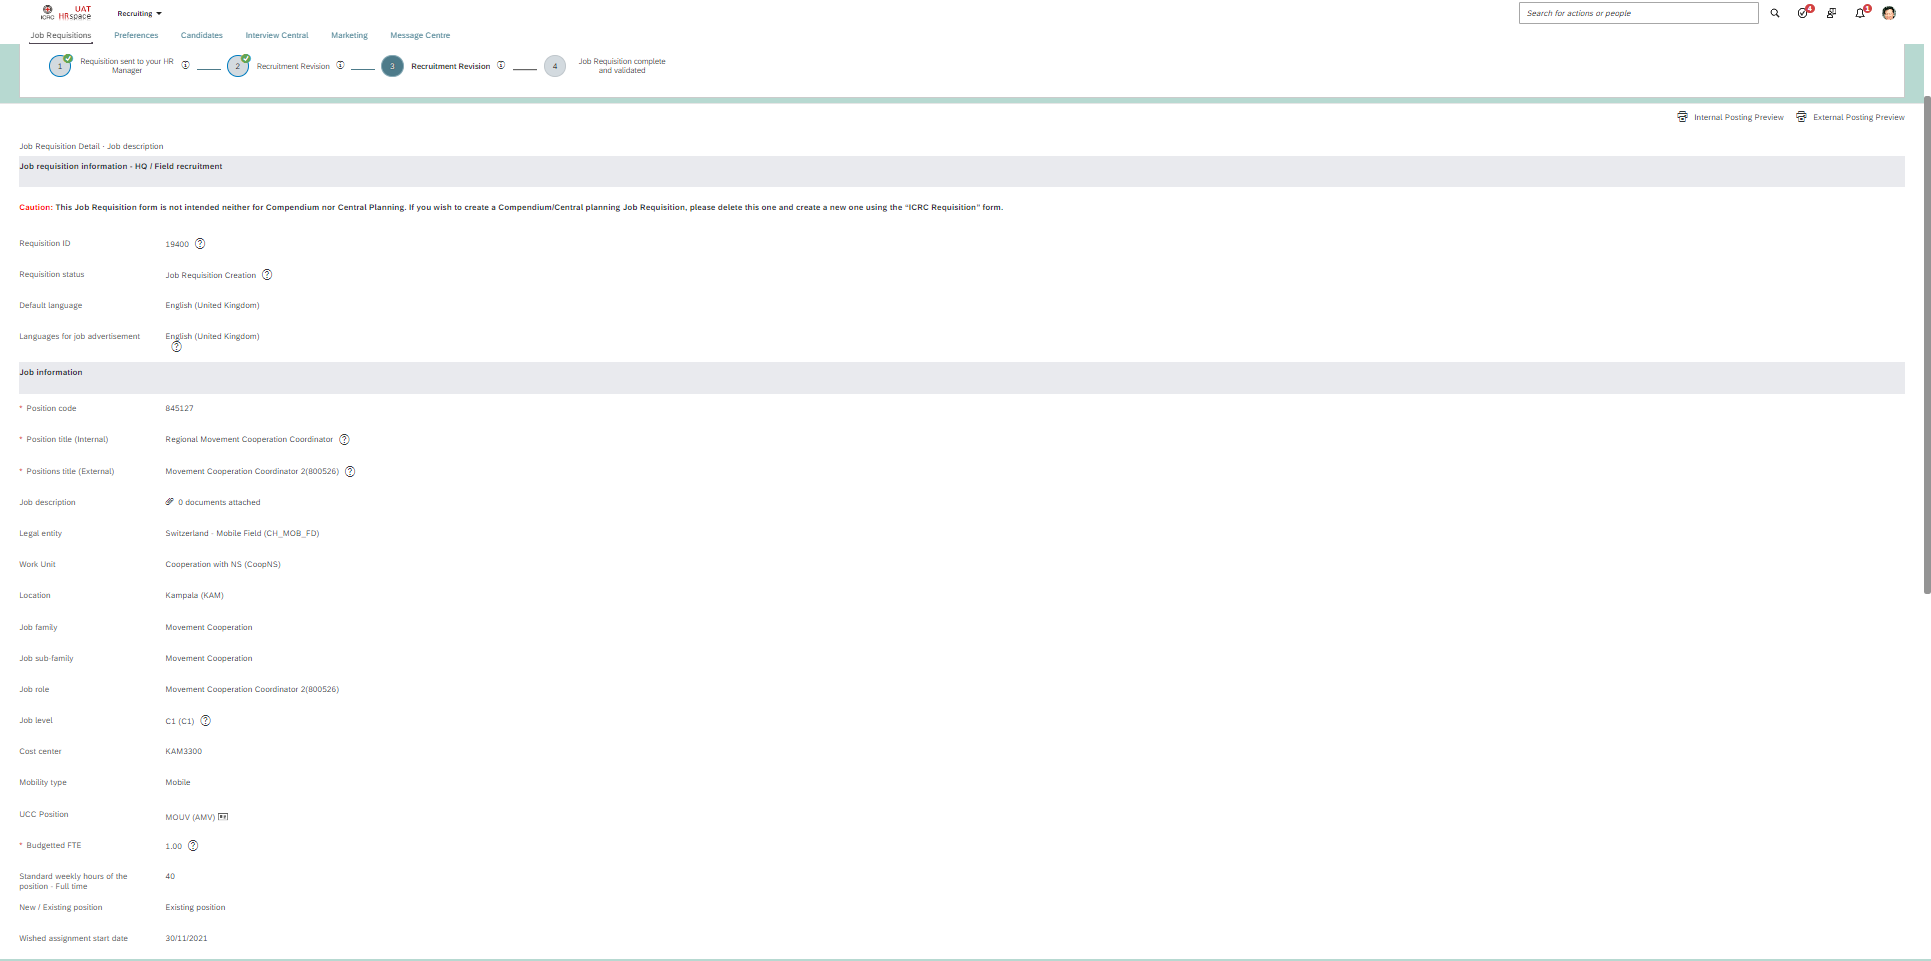 ICRC
UAT
HRspace
Recruiting
Search for actions or people
4
1
Job Requisitions
Preferences
Candidates
Interview Central
Marketing
Message Centre
1
Requisition sent to your HR
Manager
2
Recruitment Revision
3
Recruitment Revision
4
Job Requisition complete
and validated
Internal Posting Preview
External Posting Preview
Job Requisition Detail - Job description
Job requisition information - HQ / Field recruitment
Caution: This Job Requisition form is not intended neither for Compendium nor Central Planning. If you wish to create a Compendium/Central planning Job Requisition, please delete this one and create a new one using the “ICRC Requisition” form.
Requisition ID 19400
Requisition status Job Requisition Creation
Default language English (United Kingdom)
Languages for job advertisement English (United Kingdom)
Job information
* Position code 845127
* Position title (Internal) Regional Movement Cooperation Coordinator
* Positions title (External) Movement Cooperation Coordinator 2(800526)
Job description 0 documents attached
Legal entity Switzerland - Mobile Field (CH_MOB_FD)
Work Unit Cooperation with NS (CoopNS)
Location Kampala (KAM)
Job family Movement Cooperation
Job sub-family Movement Cooperation
Job role Movement Cooperation Coordinator 2(800526)
Job level C1 (C1)
Cost center KAM3300
Mobility type Mobile
UCC Position MOUV (AMV)
* Budgetted FTE 1.00
Standard weekly hours of the 40
position - Full time
New / Existing position Existing position
Wished assignment start date 30/11/2021